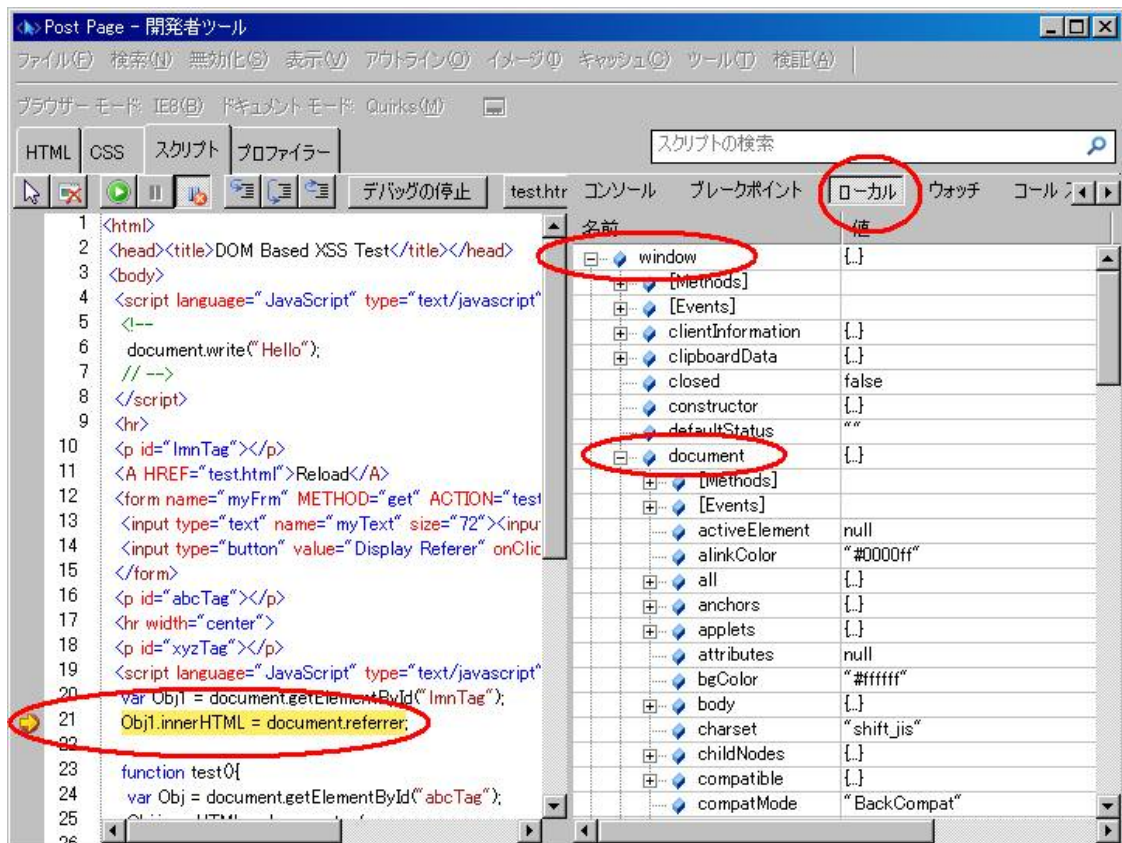 Post Page - 開発者ツール
ファイル(F) 検索(N) 無効化(S) 表示(V) アウトライン(O) イメージ(I) キャッシュ(C) ツール(T) 検証(A)
ブラウザー モード: IE8(B) ドキュメント モード: Quirks(M)
HTML CSS スクリプト プロファイラー
スクリプトの検索
デバッグの停止 test.htr
コンソール ブレークポイント ローカル ウォッチ コール
1 <html>
2 <head><title>DOM Based XSS Test</title></head>
3 <body>
4 <script language="JavaScript" type="text/javascript"
5 <!--
6 document.write("Hello");
7 // -->
8 </script>
9 <hr>
10 <p id="lmnTag"></p>
11 <A HREF="test.html">Reload</A>
12 <form name="myFrm" METHOD="get" ACTION="test
13 <input type="text" name="myText" size="72"><input
14 <input type="button" value="Display Referer" onClic
15 </form>
16 <p id="abcTag"></p>
17 <hr width="center">
18 <p id="xyzTag"></p>
19 <script language="JavaScript" type="text/javascript"
20 var Obj1 = document.getElementById("lmnTag");
21 Obj1.innerHTML = document.referrer;
22
23 function test(){
24 var Obj = document.getElementById("abcTag");
25
26
名前 値
window {...}
[Methods]
[Events]
clientInformation {...}
clipboardData {...}
closed false
constructor {...}
defaultStatus ""
document {...}
[Methods]
[Events]
activeElement null
alinkColor "#0000ff"
all {...}
anchors {...}
applets {...}
attributes null
bgColor "#ffffff"
body {...}
charset "shift_jis"
childNodes {...}
compatible {...}
compatMode "BackCompat"